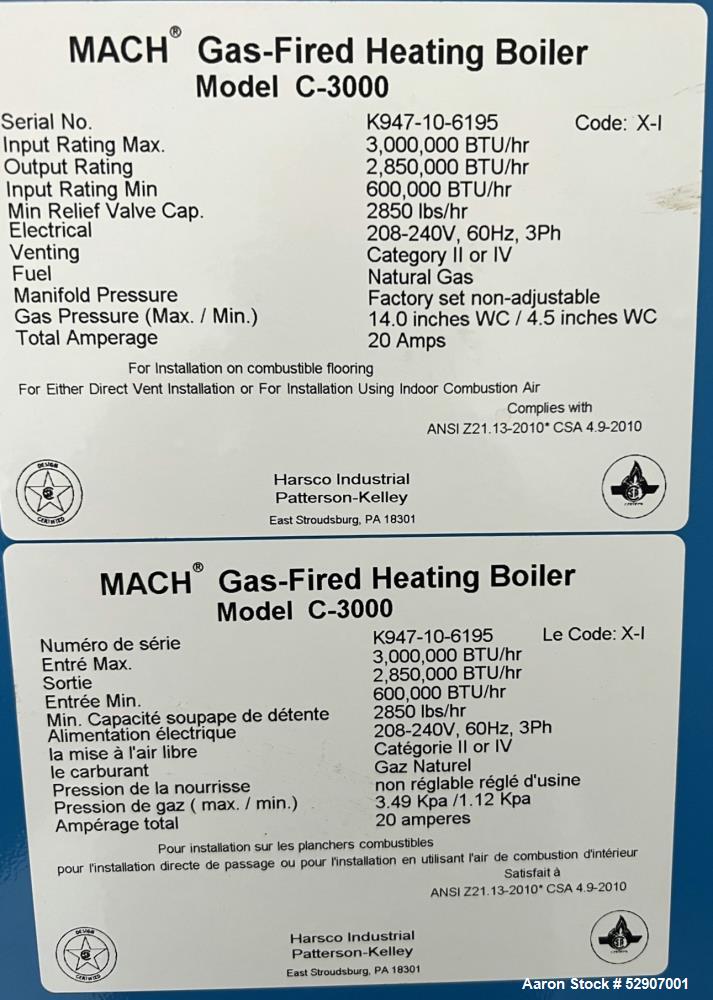 MACH® Gas-Fired Heating Boiler
Model C-3000
Serial No. K947-10-6195 Code: X-I
Input Rating Max. 3,000,000 BTU/hr
Output Rating 2,850,000 BTU/hr
Input Rating Min 600,000 BTU/hr
Min Relief Valve Cap. 2850 lbs/hr
Electrical 208-240V, 60Hz, 3Ph
Venting Category II or IV
Fuel Natural Gas
Manifold Pressure Factory set non-adjustable
Gas Pressure (Max. / Min.) 14.0 inches WC / 4.5 inches WC
Total Amperage 20 Amps
For Installation on combustible flooring
For Either Direct Vent Installation or For Installation Using Indoor Combustion Air
Complies with
ANSI Z21.13-2010* CSA 4.9-2010
DESIGN
CERTIFIED
Harsco Industrial
Patterson-Kelley
East Stroudsburg, PA 18301
MACH® Gas-Fired Heating Boiler
Model C-3000
Numéro de série K947-10-6195 Le Code: X-I
Entré Max. 3,000,000 BTU/hr
Sortie 2,850,000 BTU/hr
Entrée Min. 600,000 BTU/hr
Min. Capacité soupape de détente 2850 lbs/hr
Alimentation électrique 208-240V, 60Hz, 3Ph
la mise à l'air libre Catégorie II or IV
le carburant Gaz Naturel
Pression de la nourrisse non réglable réglé d'usine
Pression de gaz ( max. / min.) 3.49 Kpa /1.12 Kpa
Ampérage total 20 amperes
Pour installation sur les planchers combustibles
pour l'installation directe de passage ou pour l'installation en utilisant l'air de combustion d'intérieur
Satisfait à
ANSI Z21.13-2010* CSA 4.9-2010
DESIGN
CERTIFIED
Harsco Industrial
Patterson-Kelley
East Stroudsburg, PA 18301
Aaron Stock # 52907001